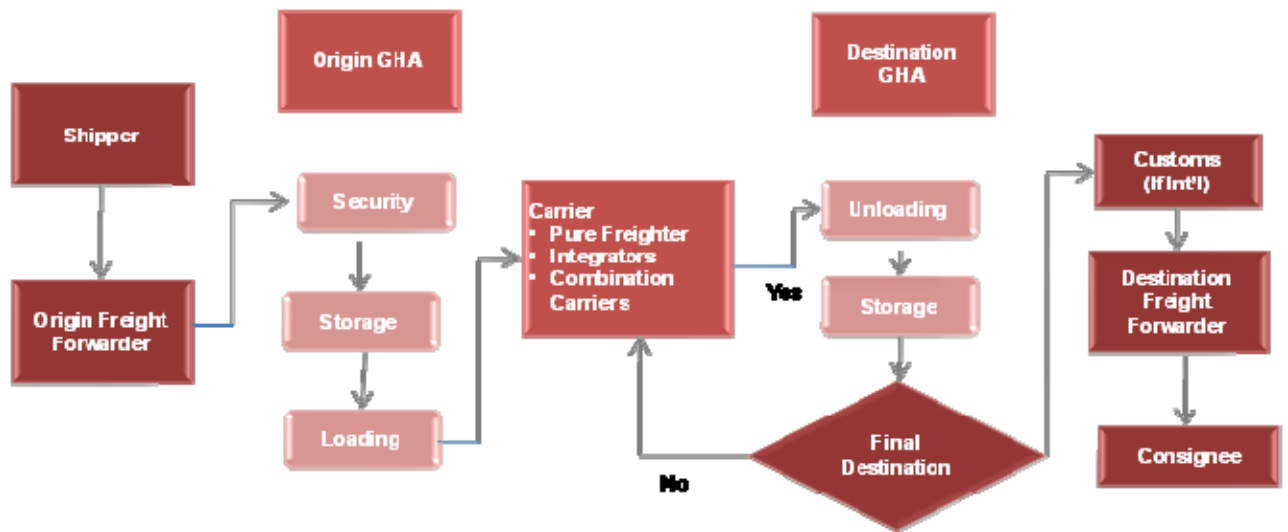 Origin GHA
Destination
GHA
Shipper
Security
Storage
Loading
Origin Freight
Forwarder
Carrier
▪ Pure Freighter
▪ Integrators
▪ Combination
Carriers
Yes
No
Unloading
Storage
Final
Destination
Customs
(If Int'l)
Destination
Freight
Forwarder
Consignee